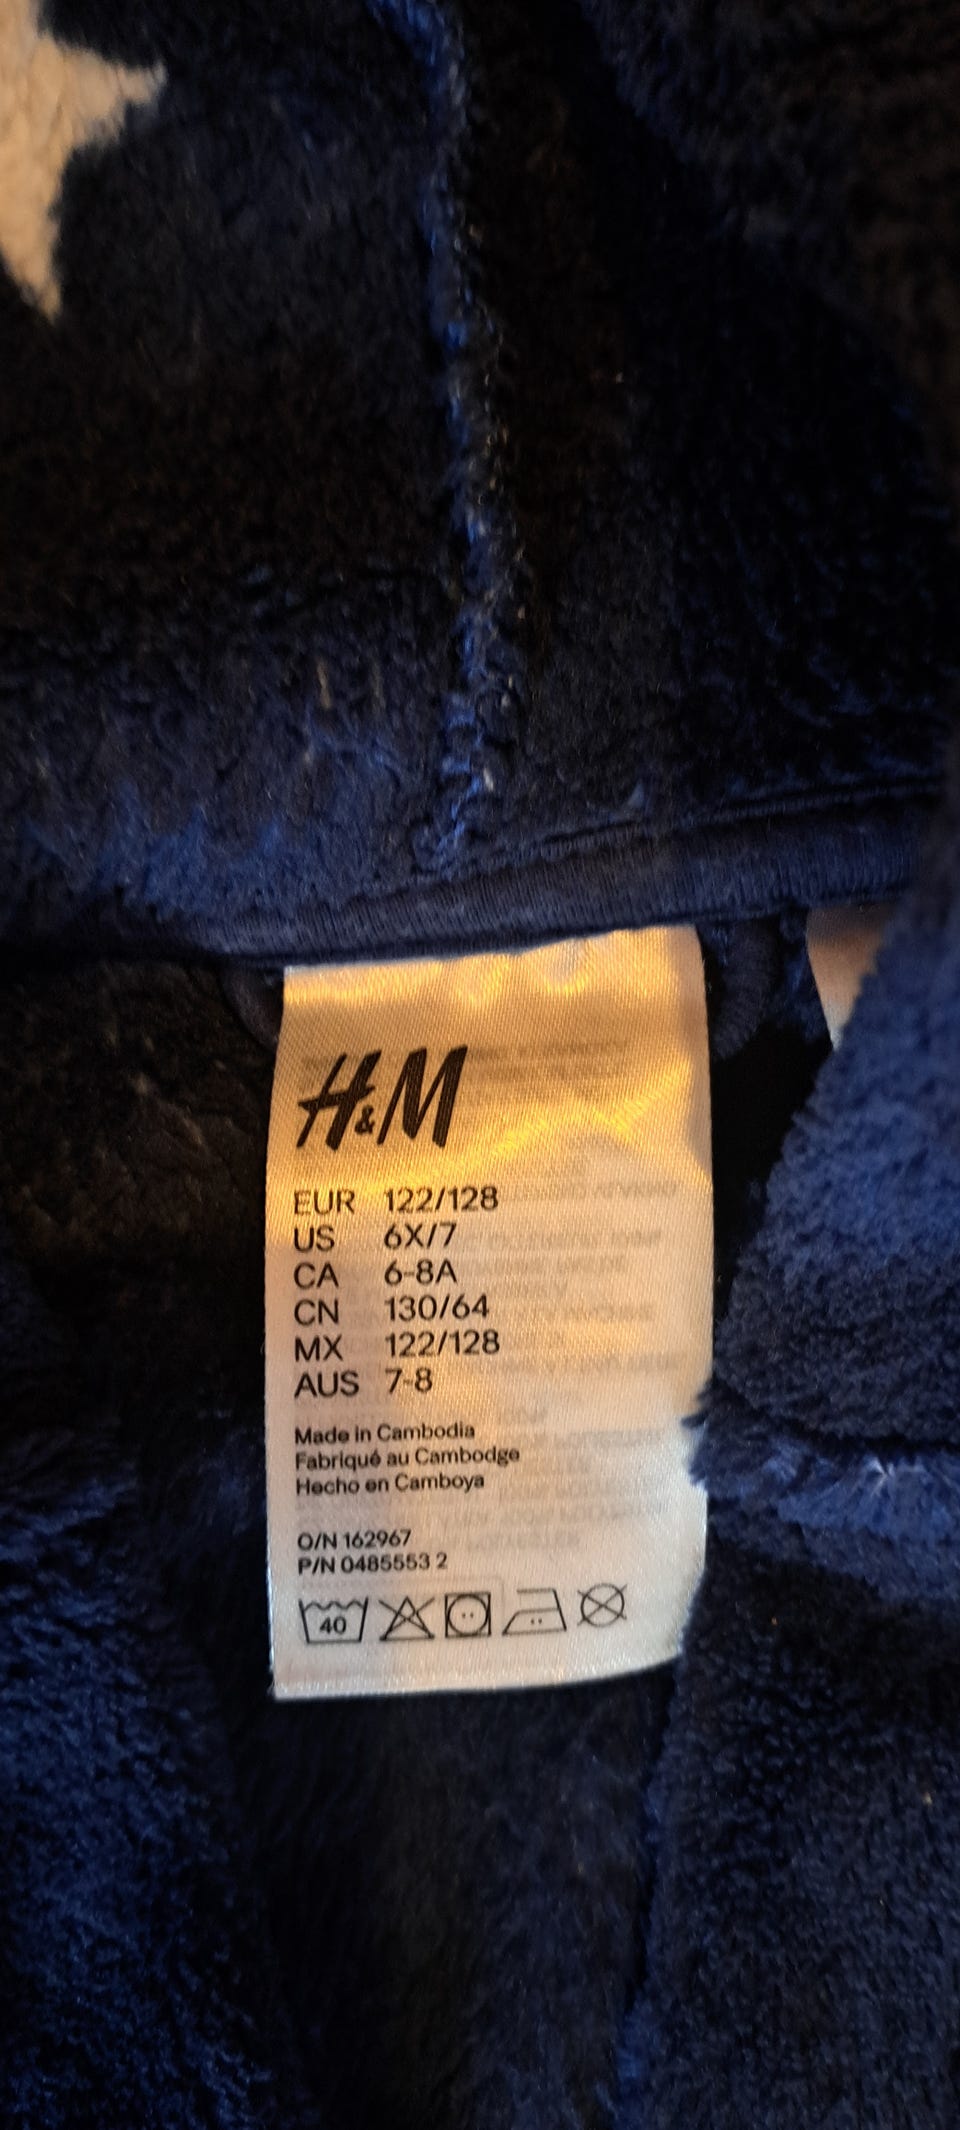 H&M
EUR 122/128
US 6X/7
CA 6-8A
CN 130/64
MX 122/128
AUS 7-8
Made in Cambodia
Fabriqué au Cambodge
Hecho en Camboya
O/N 162967
P/N 0485553 2
40